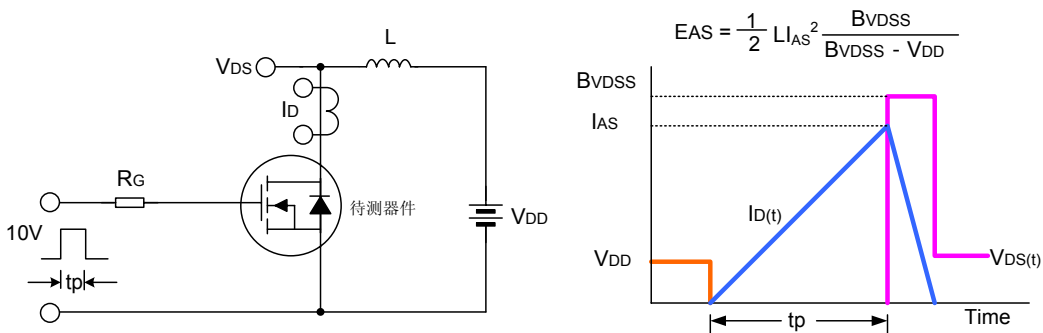 VDS
L
ID
RG
待测器件
VDD
10V
tp
EAS = 1/2 LIAS² BVDSS / BVDSS - VDD
BVDSS
IAS
ID(t)
VDD
VDS(t)
tp
Time